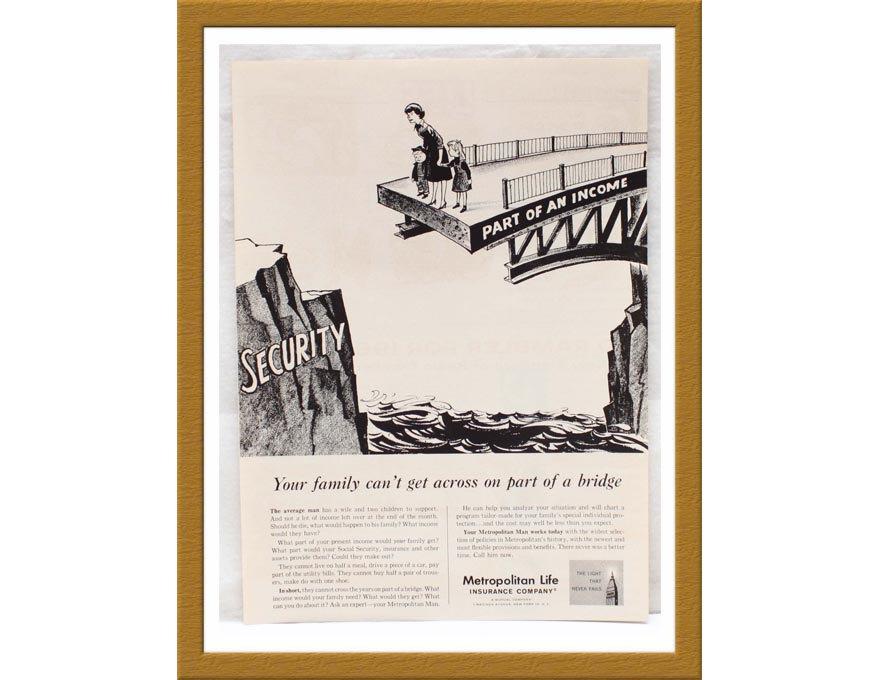 PART OF AN INCOME
SECURITY
Your family can't get across on part of a bridge
The average man has a wife and two children to support.
And not a lot of income left over at the end of the month.
Should he die, what would happen to his family? What income
would they have?
What part of your present income would your family get?
What part would your Social Security, insurance and other
assets provide them? Could they make out?
They cannot live on half a meal, drive a piece of a car, pay
part of the utility bills. They cannot buy half a pair of trous-
ers, make do with one shoe.
In short, they cannot cross the years on part of a bridge. What
income would your family need? What would they get? What
can you do about it? Ask an expert—your Metropolitan Man.
He can help you analyze your situation and will chart a
program tailor-made for your family's special individual pro-
tection...and the cost may well be less than you expect.
Your Metropolitan Man works today with the widest selec-
tion of policies in Metropolitan's history, with the newest and
most flexible provisions and benefits. There never was a better
time. Call him now.
Metropolitan Life
INSURANCE COMPANY®
A MUTUAL COMPANY
1 MADISON AVENUE, NEW YORK 10, N. Y.
THE LIGHT
THAT
NEVER FAILS